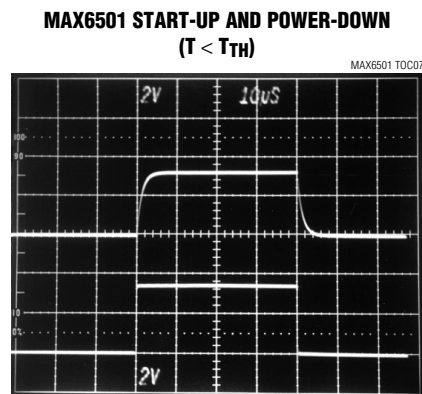 MAX6501 START-UP AND POWER-DOWN
(T < TTH)
MAX6501 TOC07
2V 10uS
100
90
10
0%
2V